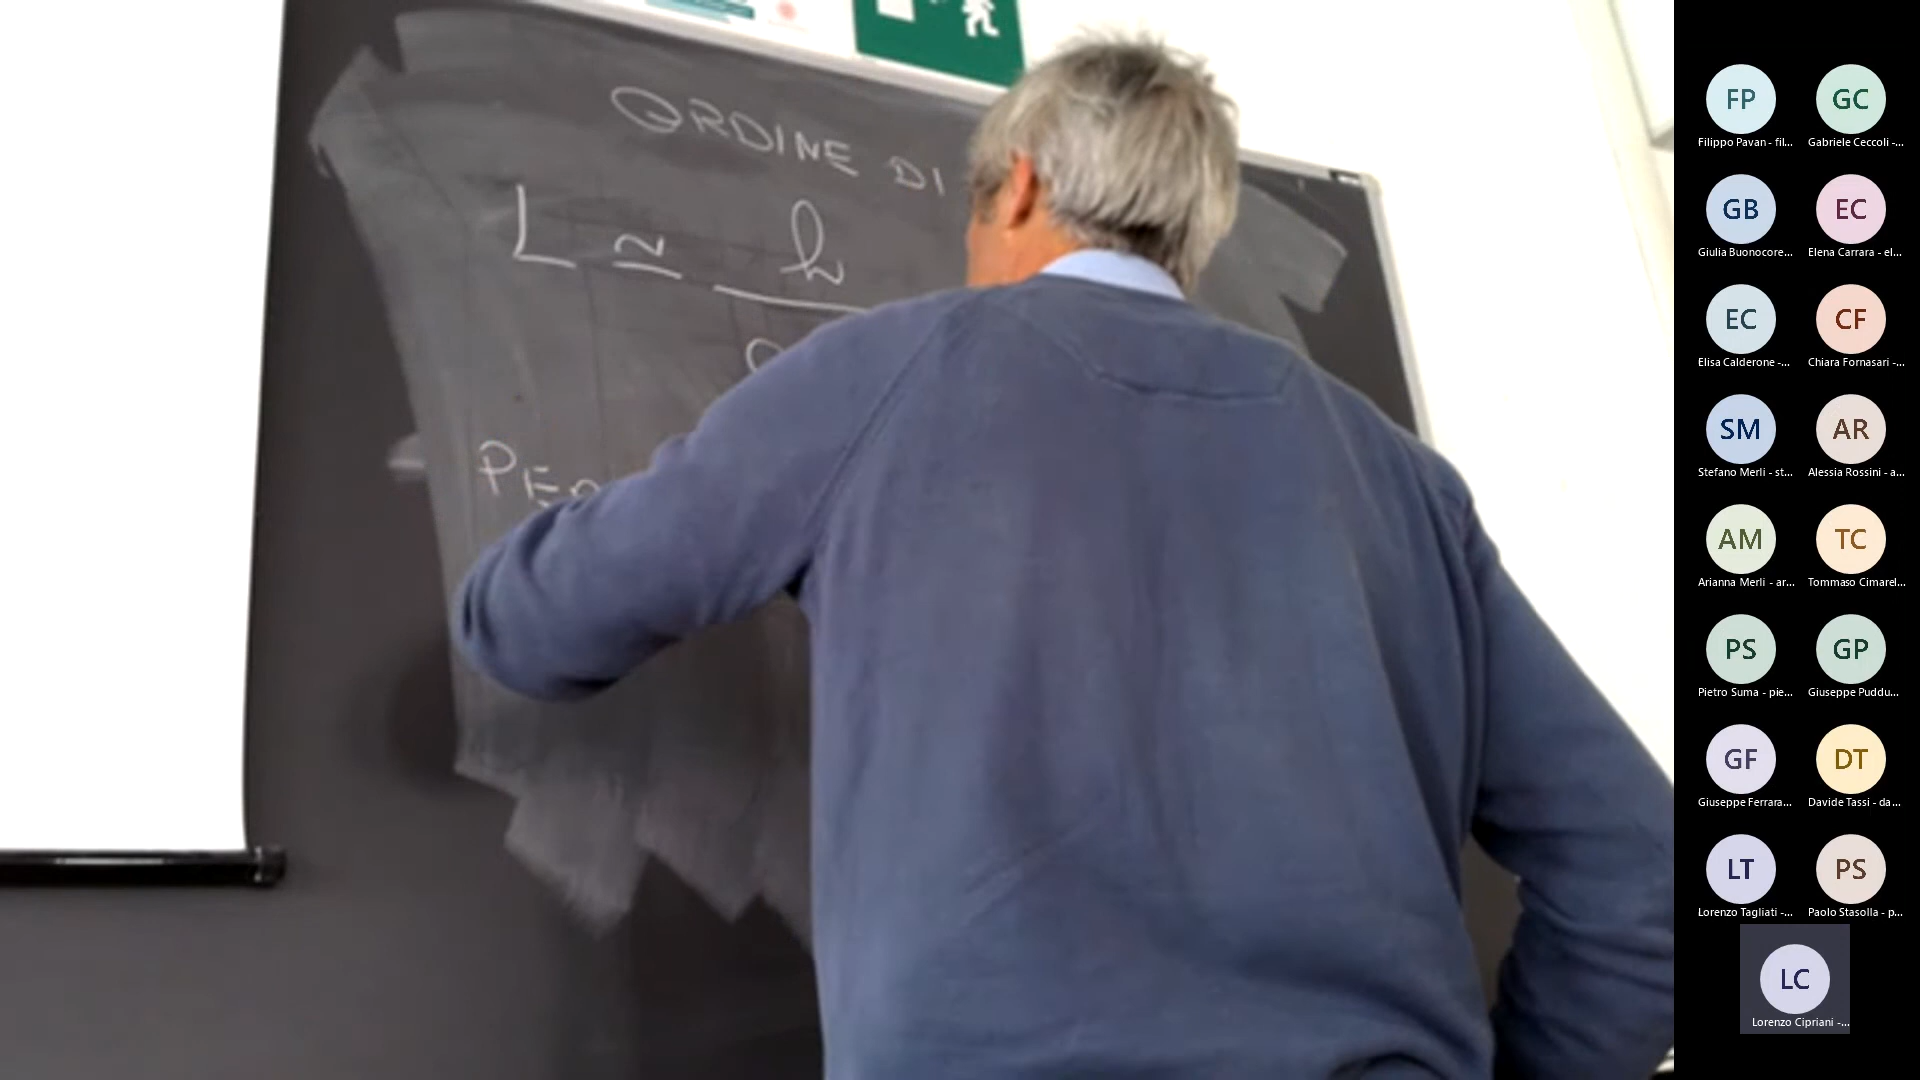 ORDINE DI
L ≃ h
FP GC
Filippo Pavan - fil... Gabriele Ceccoli -...
GB EC
Giulia Buonocore... Elena Carrara - el...
EC CF
Elisa Calderone -... Chiara Fornasari -...
SM AR
Stefano Merli - st... Alessia Rossini - a...
AM TC
Arianna Merli - ar... Tommaso Cimarel...
PS GP
Pietro Suma - pie... Giuseppe Puddu...
GF DT
Giuseppe Ferrara... Davide Tassi - da...
LT PS
Lorenzo Tagliati -... Paolo Stasolla - p...
LC
Lorenzo Cipriani -...